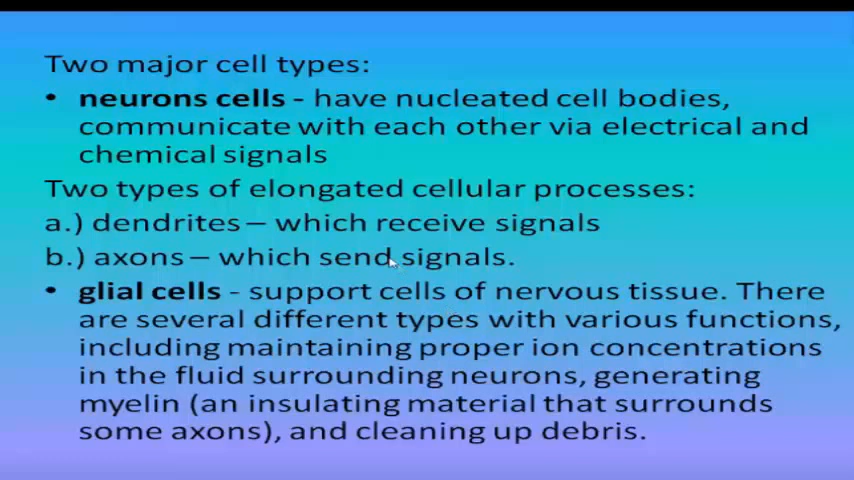 Two major cell types:
• neurons cells - have nucleated cell bodies,
communicate with each other via electrical and
chemical signals
Two types of elongated cellular processes:
a.) dendrites – which receive signals
b.) axons – which send signals.
• glial cells - support cells of nervous tissue. There
are several different types with various functions,
including maintaining proper ion concentrations
in the fluid surrounding neurons, generating
myelin (an insulating material that surrounds
some axons), and cleaning up debris.